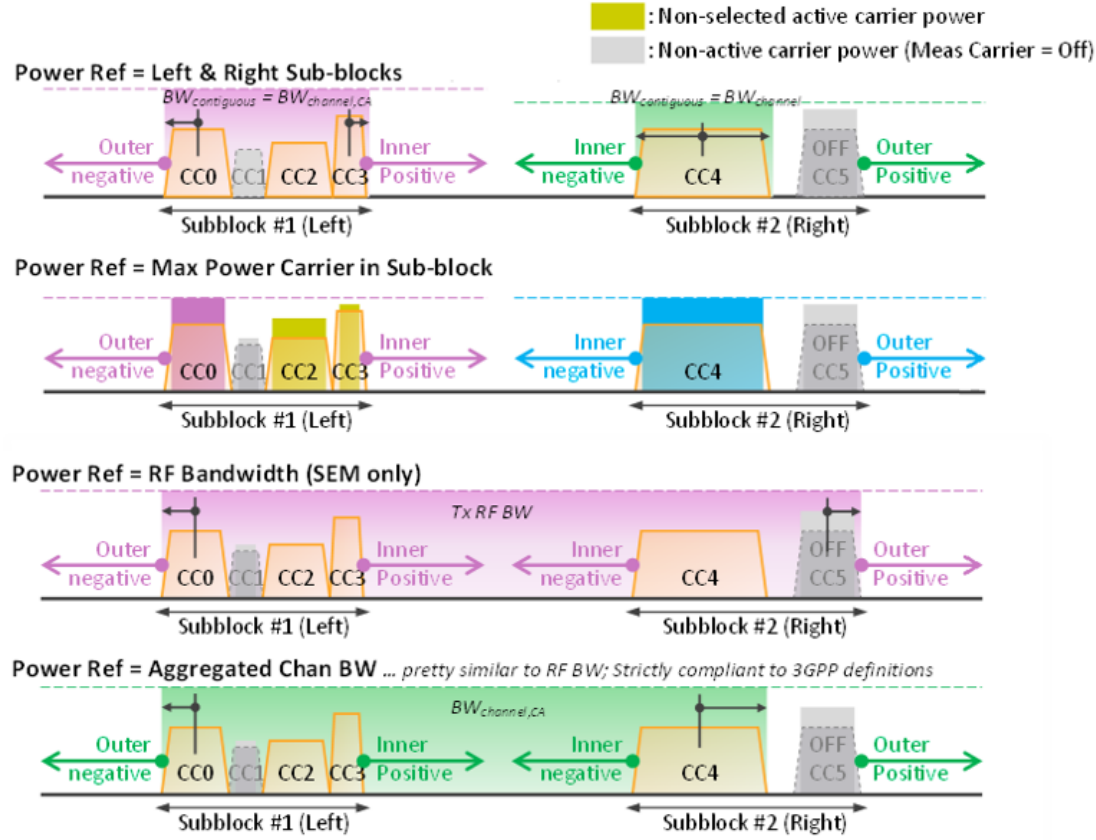 : Non-selected active carrier power
: Non-active carrier power (Meas Carrier = Off)
Power Ref = Left & Right Sub-blocks
BWcontiguous = BWchannel,CA
BWcontiguous = BWchannel
Outer
negative
CC0
CC1
CC2
CC3
Inner
Positive
Inner
negative
CC4
OFF
CC5
Outer
Positive
Subblock #1 (Left)
Subblock #2 (Right)
Power Ref = Max Power Carrier in Sub-block
Outer
negative
CC0
CC1
CC2
CC3
Inner
Positive
Inner
negative
CC4
OFF
CC5
Outer
Positive
Subblock #1 (Left)
Subblock #2 (Right)
Power Ref = RF Bandwidth (SEM only)
Tx RF BW
Outer
negative
CC0
CC1
CC2
CC3
Inner
Positive
Inner
negative
CC4
OFF
CC5
Outer
Positive
Subblock #1 (Left)
Subblock #2 (Right)
Power Ref = Aggregated Chan BW ... pretty similar to RF BW; Strictly compliant to 3GPP definitions
BWchannel,CA
Outer
negative
CC0
CC1
CC2
CC3
Inner
Positive
Inner
negative
CC4
OFF
CC5
Outer
Positive
Subblock #1 (Left)
Subblock #2 (Right)